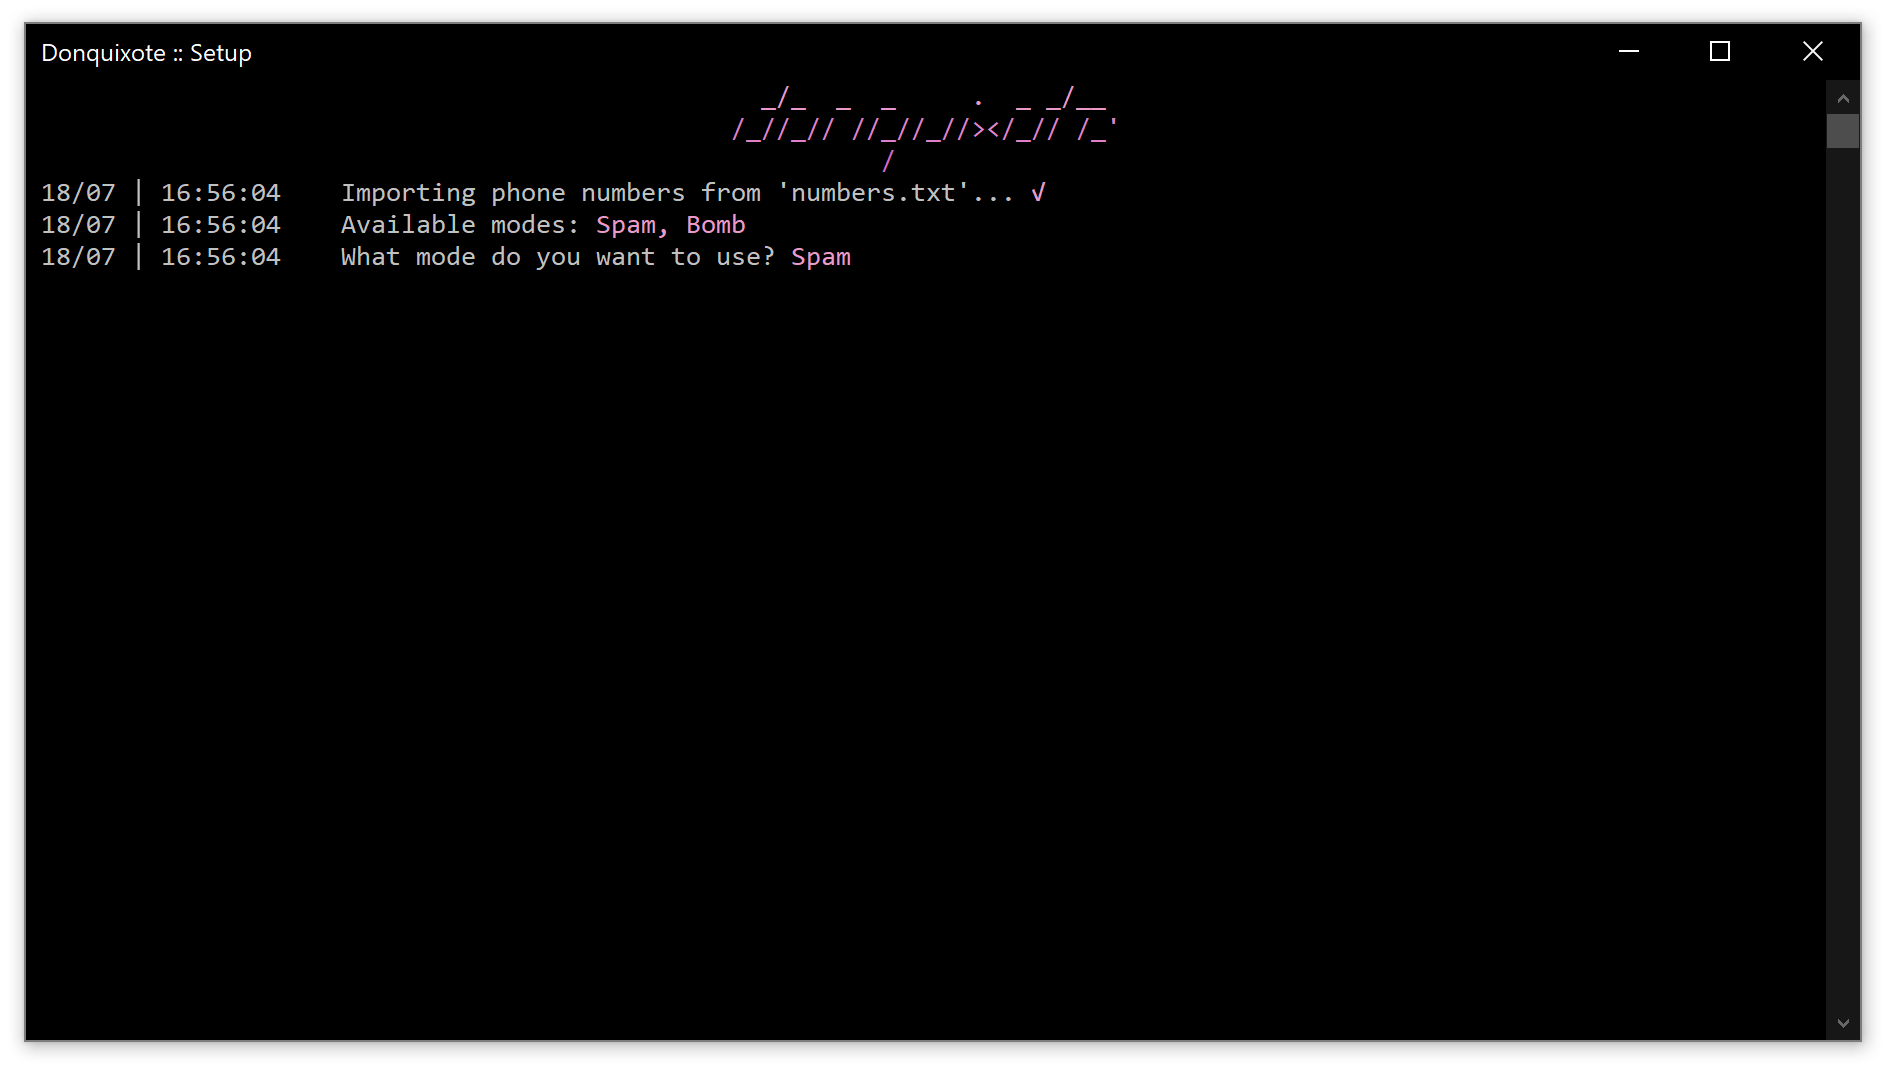 Donquixote :: Setup
  _/_  _  _     .  _ _/__
/_//_// //_//_//></_// /_'
          /
18/07 | 16:56:04    Importing phone numbers from 'numbers.txt'... √
18/07 | 16:56:04    Available modes: Spam, Bomb
18/07 | 16:56:04    What mode do you want to use? Spam